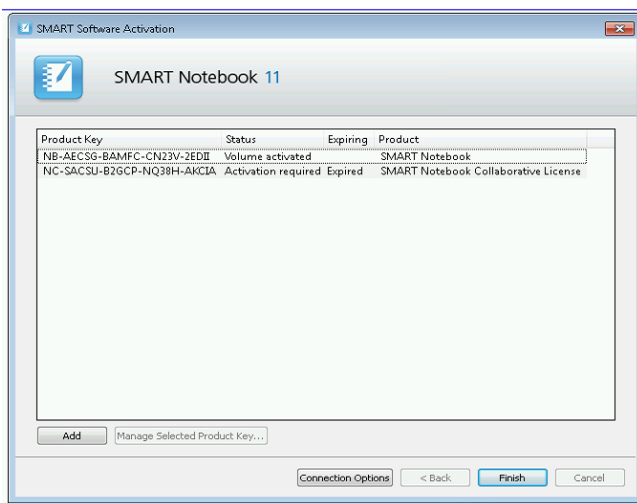 SMART Software Activation
SMART Notebook 11
Product Key Status Expiring Product
NB-AECSG-BAMFC-CN23V-2EDII Volume activated SMART Notebook
NC-SACSU-B2GCP-NQ38H-AKCIA Activation required Expired SMART Notebook Collaborative License
Add Manage Selected Product Key...
Connection Options < Back Finish Cancel